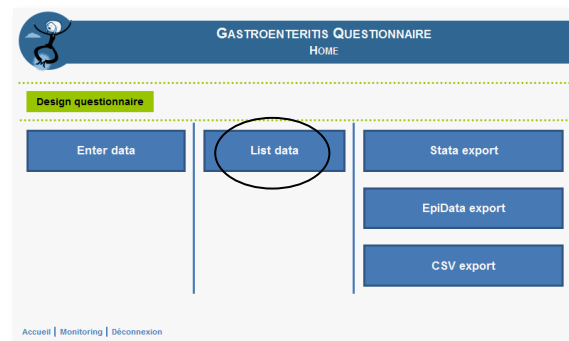 GASTROENTERITIS QUESTIONNAIRE
HOME
Design questionnaire
Enter data
List data
Stata export
EpiData export
CSV export
Accueil | Monitoring | Déconnexion